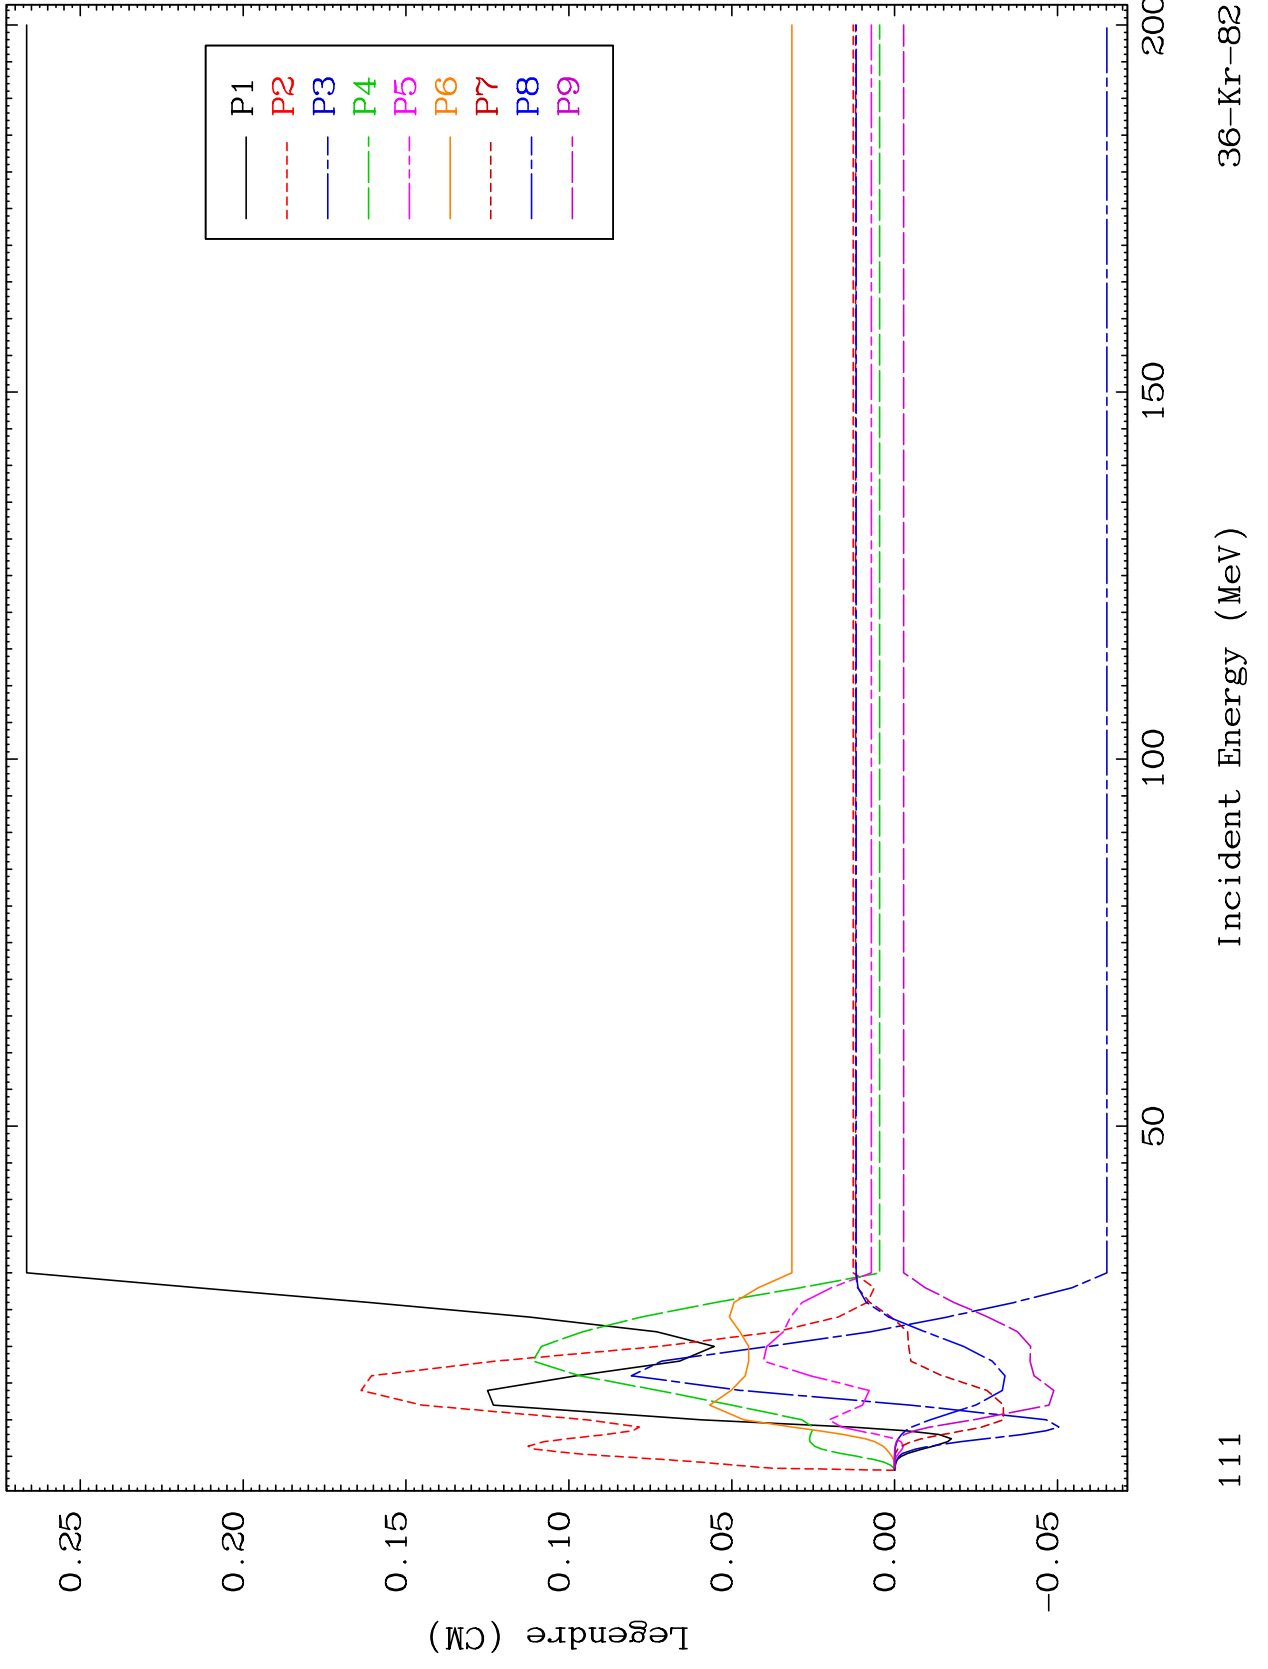 Legendre (CM)
0.25
0.20
0.15
0.10
0.05
0.00
-0.05
P1
P2
P3
P4
P5
P6
P7
P8
P9
50
100
150
200
Incident Energy (MeV)
111
36-Kr-82